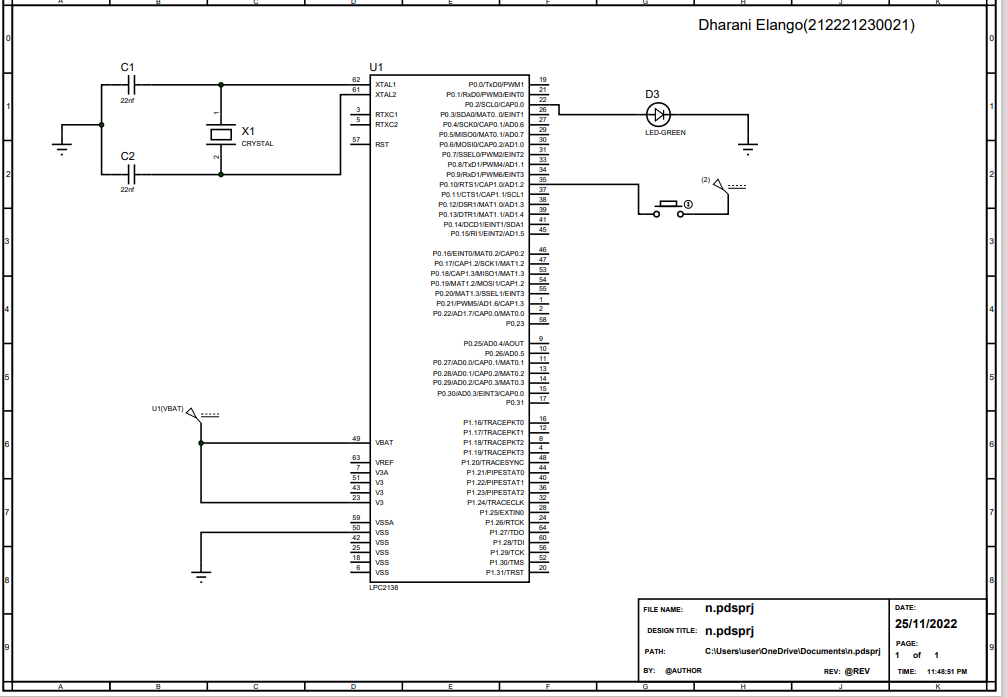 A B C D E F G H J K
Dharani Elango(212221230021)
0 0
C1
22nf
U1
62 XTAL1
61 XTAL2
3 RTXC1
5 RTXC2
57 RST
1 X1
CRYSTAL
2
C2
22nf
P0.0/TxD0/PWM1 19
P0.1/RxD0/PWM3/EINT0 21
P0.2/SCL0/CAP0.0 22
P0.3/SDA0/MAT0..0/EINT1 26
P0.4/SCK0/CAP0.1/AD0.6 27
P0.5/MISO0/MAT0.1/AD0.7 29
P0.6/MOSI0/CAP0.2/AD1.0 30
P0.7/SSEL0/PWM2/EINT2 31
P0.8/TxD1/PWM4/AD1.1 33
P0.9/RxD1/PWM6/EINT3 34
P0.10/RTS1/CAP1.0/AD1.2 35
P0.11/CTS1/CAP1.1/SCL1 37
P0.12/DSR1/MAT1.0/AD1.3 38
P0.13/DTR1/MAT1.1/AD1.4 39
P0.14/DCD1/EINT1/SDA1 41
P0.15/RI1/EINT2/AD1.5 45
D3
LED-GREEN
(2)
1 1
2 2
3 3
P0.16/EINT0/MAT0.2/CAP0.2 46
P0.17/CAP1.2/SCK1/MAT1.2 47
P0.18/CAP1.3/MISO1/MAT1.3 53
P0.19/MAT1.2/MOSI1/CAP1.2 54
P0.20/MAT1.3/SSEL1/EINT3 55
P0.21/PWM5/AD1.6/CAP1.3 1
P0.22/AD1.7/CAP0.0/MAT0.0 2
P0.23 58
4 4
P0.25/AD0.4/AOUT 9
P0.26/AD0.5 10
P0.27/AD0.0/CAP0.1/MAT0.1 11
P0.28/AD0.1/CAP0.2/MAT0.2 13
P0.29/AD0.2/CAP0.3/MAT0.3 14
P0.30/AD0.3/EINT3/CAP0.0 15
P0.31 17
5 5
U1(VBAT)
49 VBAT
63 VREF
7 V3A
51 V3
43 V3
23 V3
59 VSSA
50 VSS
42 VSS
25 VSS
18 VSS
6 VSS
P1.16/TRACEPKT0 16
P1.17/TRACEPKT1 12
P1.18/TRACEPKT2 8
P1.19/TRACEPKT3 4
P1.20/TRACESYNC 48
P1.21/PIPESTAT0 44
P1.22/PIPESTAT1 40
P1.23/PIPESTAT2 36
P1.24/TRACECLK 32
P1.25/EXTIN0 28
P1.26/RTCK 24
P1.27/TDO 64
P1.28/TDI 60
P1.29/TCK 56
P1.30/TMS 52
P1.31/TRST 20
LPC2138
6 6
7 7
8 8
9 9
FILE NAME: n.pdsprj
DESIGN TITLE: n.pdsprj
PATH: C:\Users\user\OneDrive\Documents\n.pdsprj
BY: @AUTHOR REV: @REV
DATE:
25/11/2022
PAGE:
1 of 1
TIME: 11:48:51 PM
A B C D E F G H J K